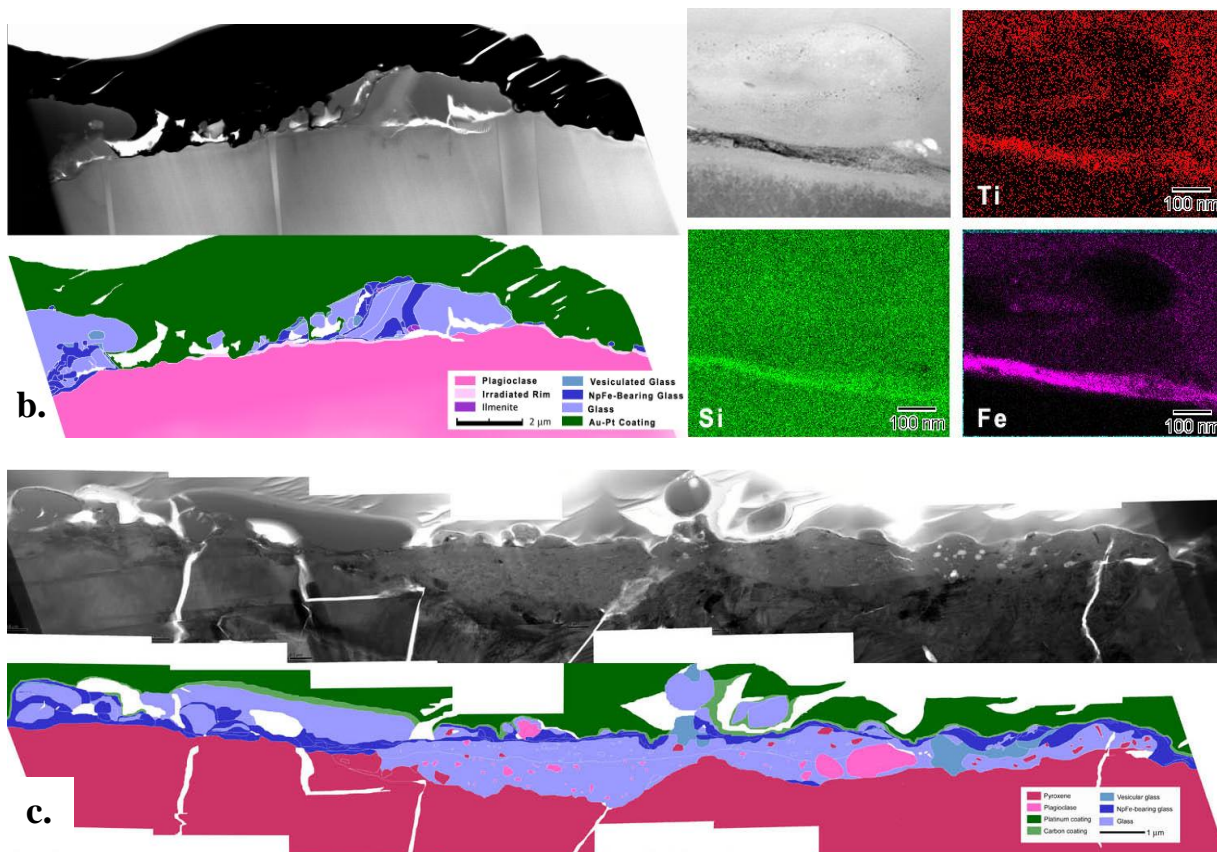 Ti
100 nm
b.
Plagioclase
Irradiated Rim
Ilmenite
2 µm
Vesiculated Glass
NpFe-Bearing Glass
Glass
Au-Pt Coating
Si
100 nm
Fe
100 nm
c.
Pyroxene
Plagioclase
Platinum coating
Carbon coating
Vesicular glass
NpFe-bearing glass
Glass
1 µm